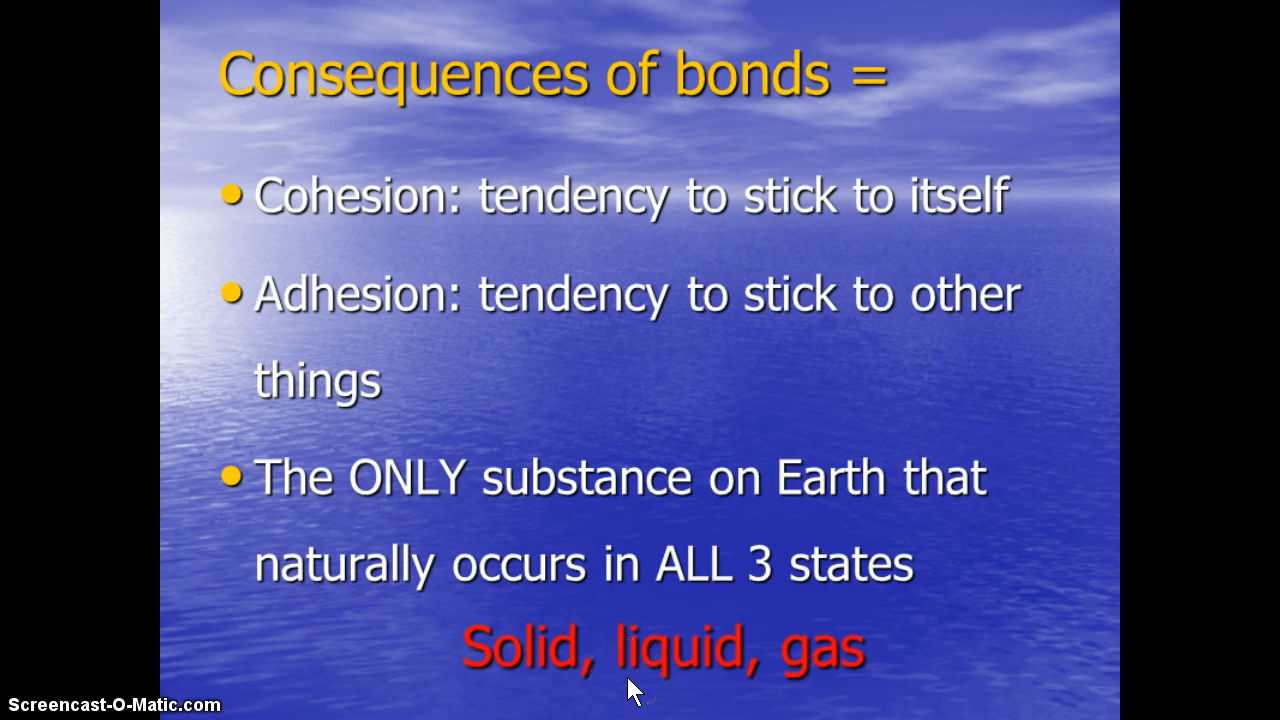 Consequences of bonds =
• Cohesion: tendency to stick to itself
• Adhesion: tendency to stick to other
things
• The ONLY substance on Earth that
naturally occurs in ALL 3 states
Solid, liquid, gas
Screencast-O-Matic.com